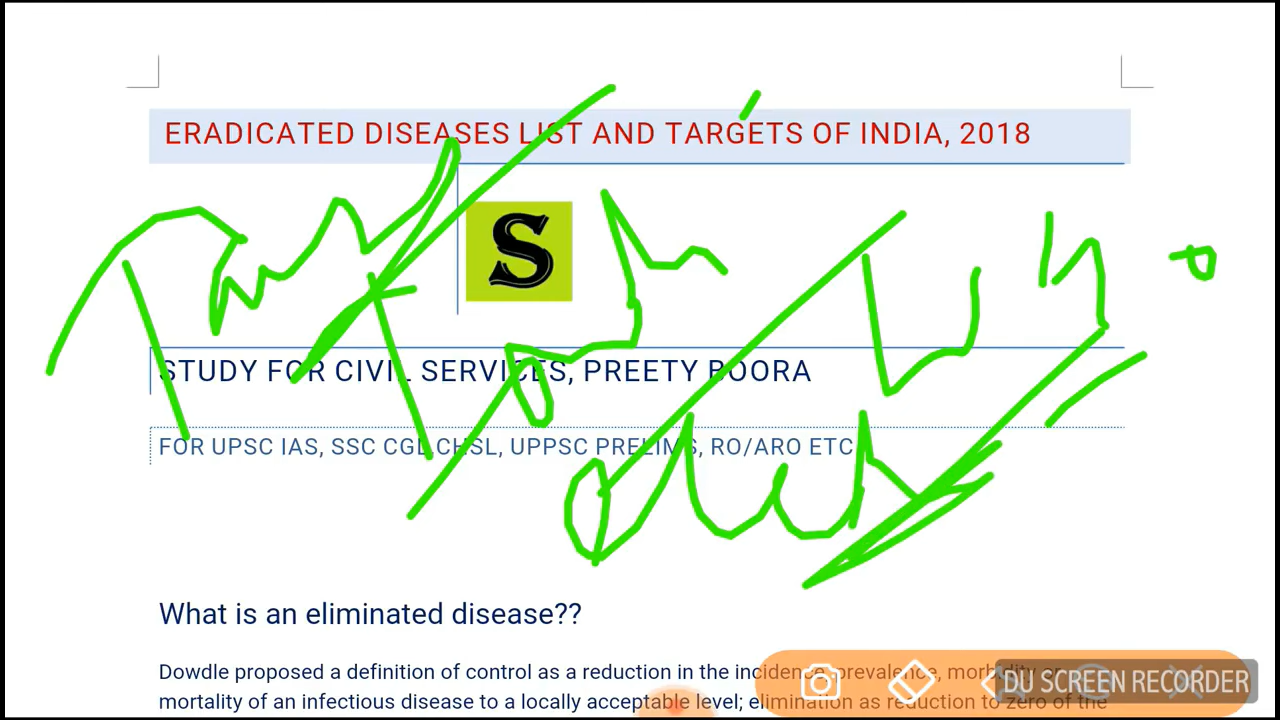 ERADICATED DISEASES LIST AND TARGETS OF INDIA, 2018
S
STUDY FOR CIVIL SERVICES, PREETY BOORA
FOR UPSC IAS, SSC CGL,CHSL, UPPSC PRELIMS, RO/ARO ETC
What is an eliminated disease??
Dowdle proposed a definition of control as a reduction in the incidence, prevalence, morbidity or
mortality of an infectious disease to a locally acceptable level; elimination as reduction to zero of the
DU SCREEN RECORDER